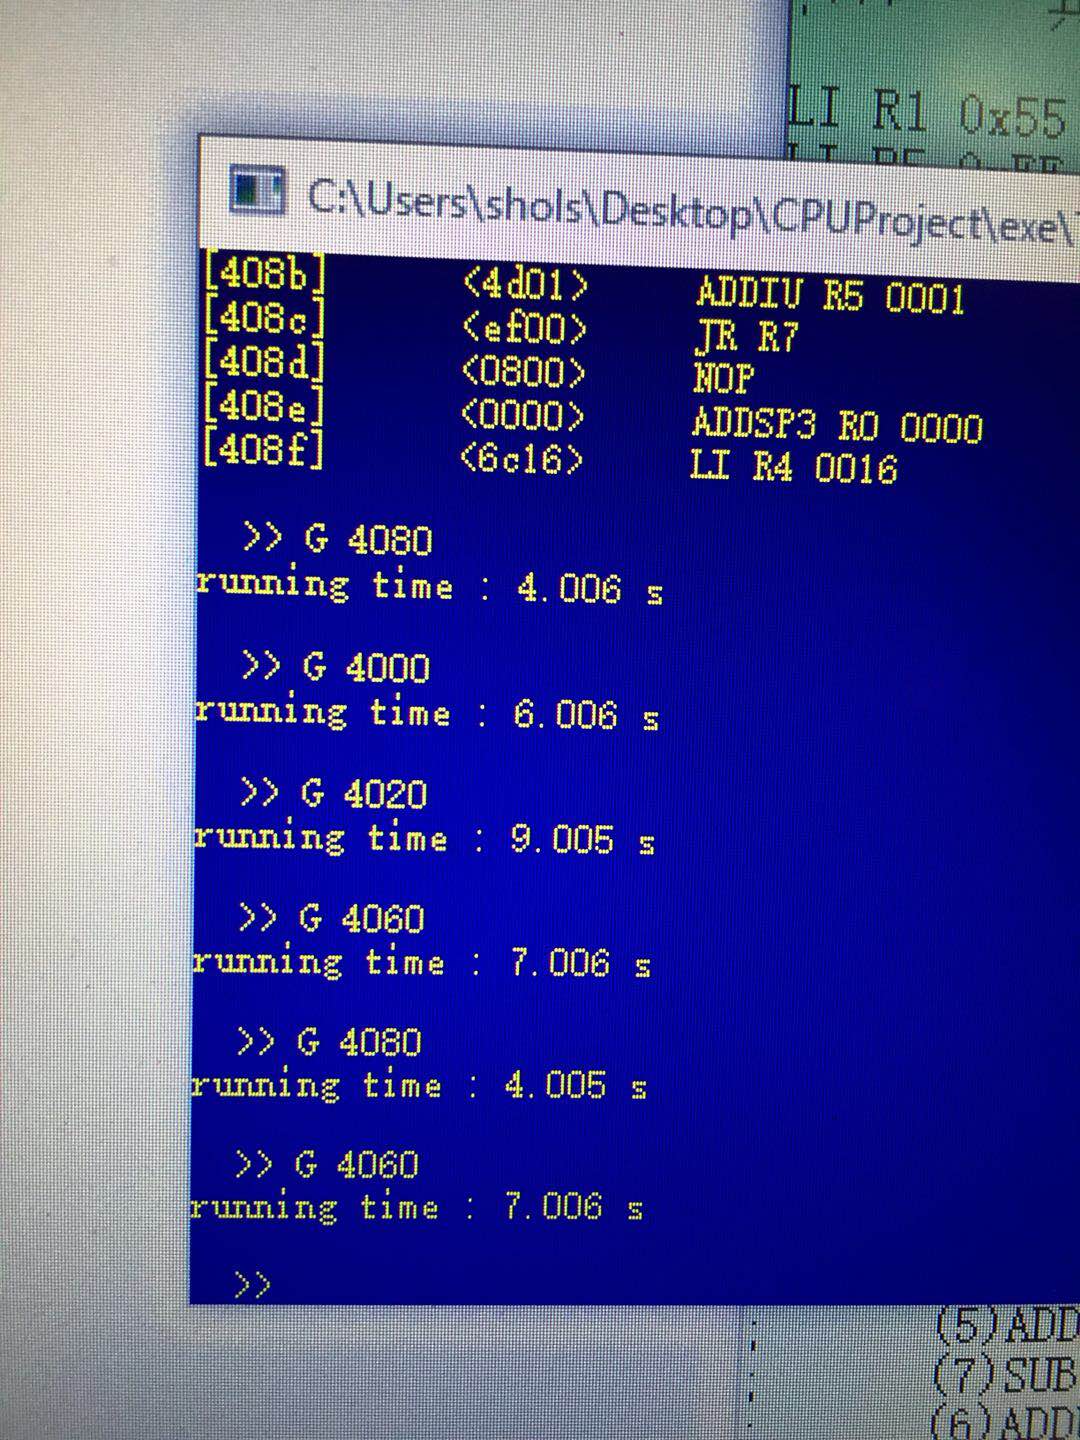 LI R1 0x55
C:\Users\shols\Desktop\CPUProject\exe\
[408b] <4d01> ADDIU R5 0001
[408c] <ef00> JR R7
[408d] <0800> NOP
[408e] <0000> ADDSP3 R0 0000
[408f] <6c16> LI R4 0016
>> G 4080
running time : 4.006 s
>> G 4000
running time : 6.006 s
>> G 4020
running time : 9.005 s
>> G 4060
running time : 7.006 s
>> G 4080
running time : 4.005 s
>> G 4060
running time : 7.006 s
>>
; (5)ADD
; (7)SUB
(6)ADD